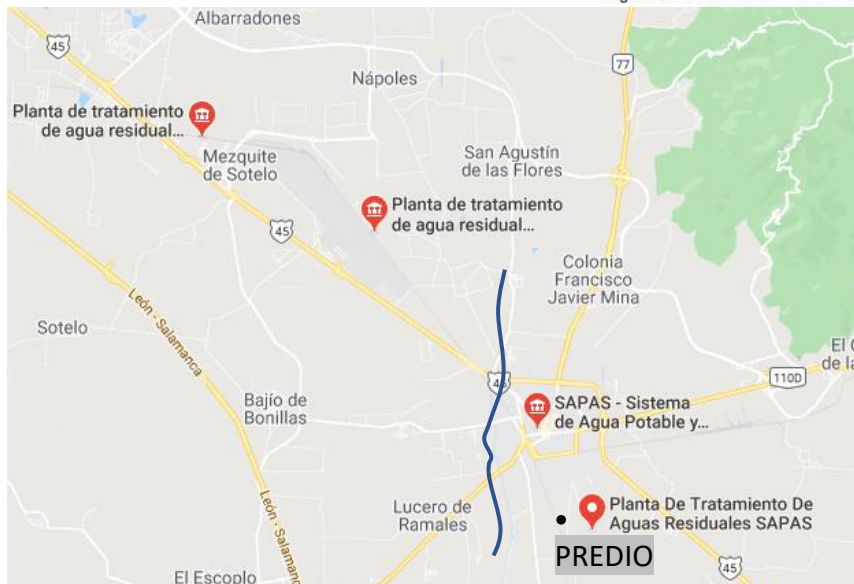 45
Albarradones
Nápoles
77
Planta de tratamiento
de agua residual...
Mezquite
de Sotelo
San Agustín
de las Flores
Planta de tratamiento
de agua residual...
45
Colonia
Francisco
Javier Mina
León - Salamanca
Sotelo
El
de la
110D
45
Bajío de
Bonillas
SAPAS - Sistema
de Agua Potable y...
León - Salamanca
Lucero de
Ramales
Planta De Tratamiento De
Aguas Residuales SAPAS
• PREDIO
45
El Escoplo